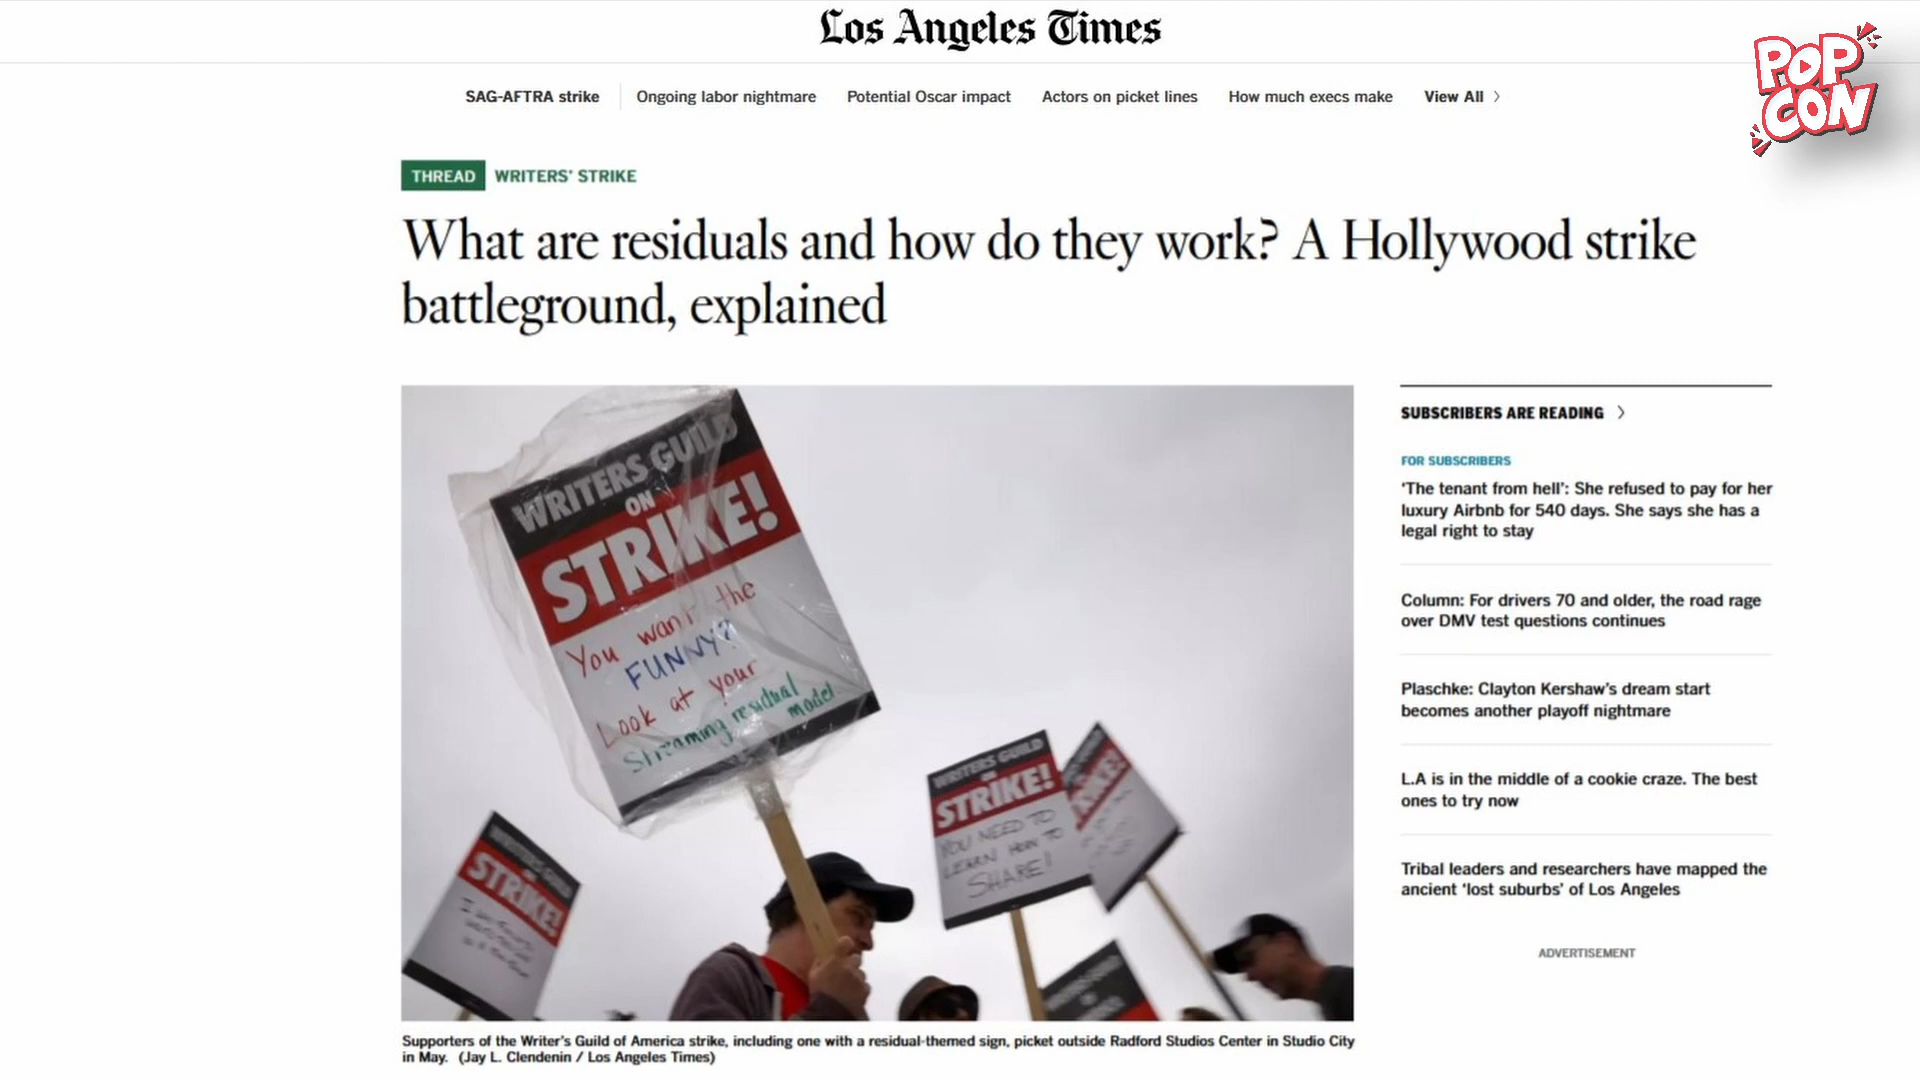 Los Angeles Times
POP
CON
SAG-AFTRA strike Ongoing labor nightmare Potential Oscar impact Actors on picket lines How much execs make View All
THREAD WRITERS' STRIKE
What are residuals and how do they work? A Hollywood strike
battleground, explained
WRITERS GUILD
ON
STRIKE!
You want the
FUNNY?
Look at your
Streaming residual
model
WRITERS GUILD
ON
STRIKE!
YOU NEED TO
LEARN HOW TO
SHARE!
STRIKE!
STRIKE!
SUBSCRIBERS ARE READING
FOR SUBSCRIBERS
‘The tenant from hell’: She refused to pay for her
luxury Airbnb for 540 days. She says she has a
legal right to stay
Column: For drivers 70 and older, the road rage
over DMV test questions continues
Plaschke: Clayton Kershaw’s dream start
becomes another playoff nightmare
L.A is in the middle of a cookie craze. The best
ones to try now
Tribal leaders and researchers have mapped the
ancient ‘lost suburbs’ of Los Angeles
ADVERTISEMENT
Supporters of the Writer’s Guild of America strike, including one with a residual-themed sign, picket outside Radford Studios Center in Studio City
in May. (Jay L. Clendenin / Los Angeles Times)